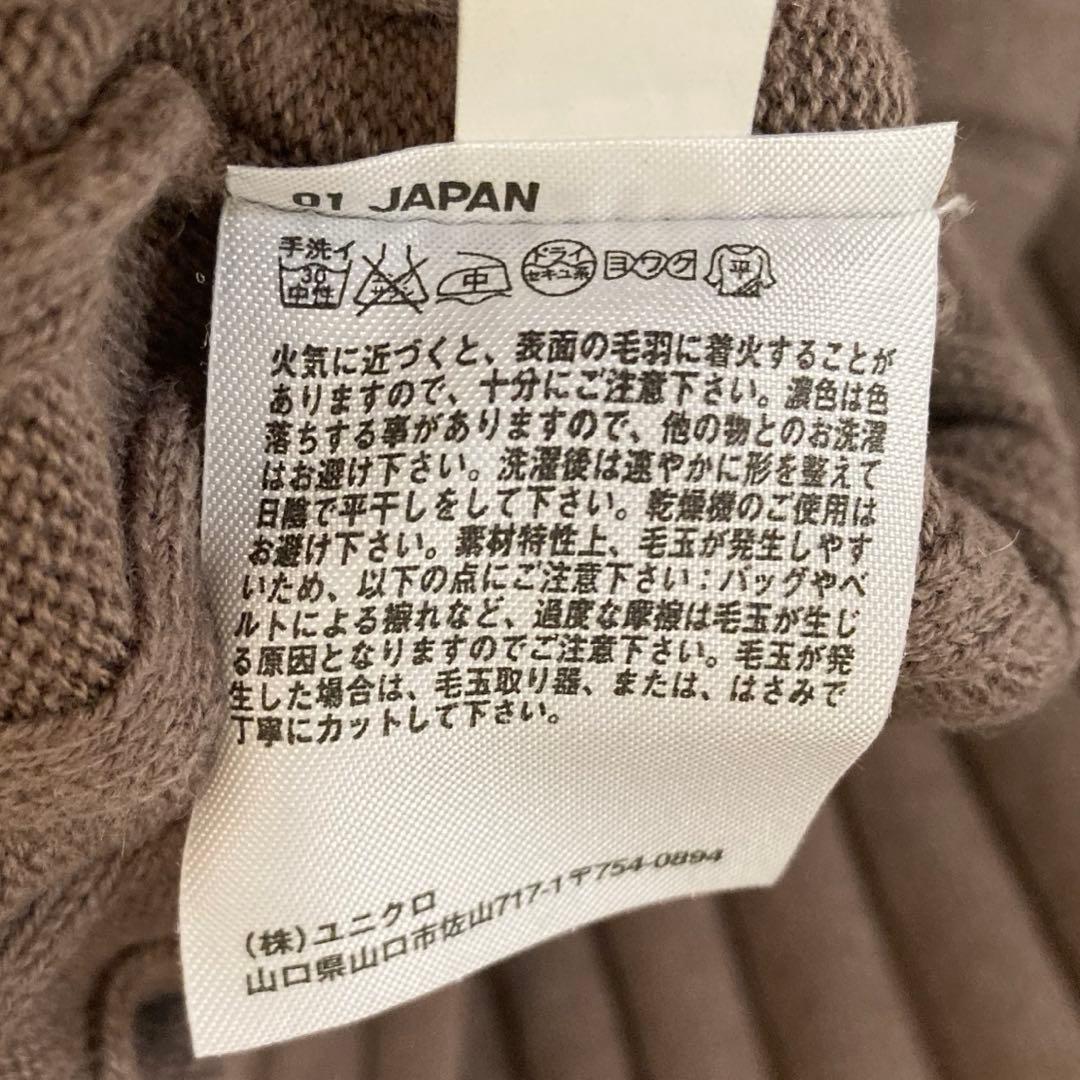 01 JAPAN
手洗イ
30
中性
エンソ
サラシ
中
ドライ
セキユ系
ヨワク
平
火気に近づくと、表面の毛羽に着火することが
ありますので、十分にご注意下さい。濃色は色
落ちする事がありますので、他の物とのお洗濯
はお避け下さい。洗濯後は速やかに形を整えて
日陰で平干しをして下さい。乾燥機のご使用は
お避け下さい。素材特性上、毛玉が発生しやす
いため、以下の点にご注意下さい：バッグやベ
ルトによる擦れなど、過度な摩擦は毛玉が生じ
る原因となりますのでご注意下さい。毛玉が発
生した場合は、毛玉取り器、または、はさみで
丁寧にカットして下さい。
(株)ユニクロ
山口県山口市佐山717-1〒754-0894